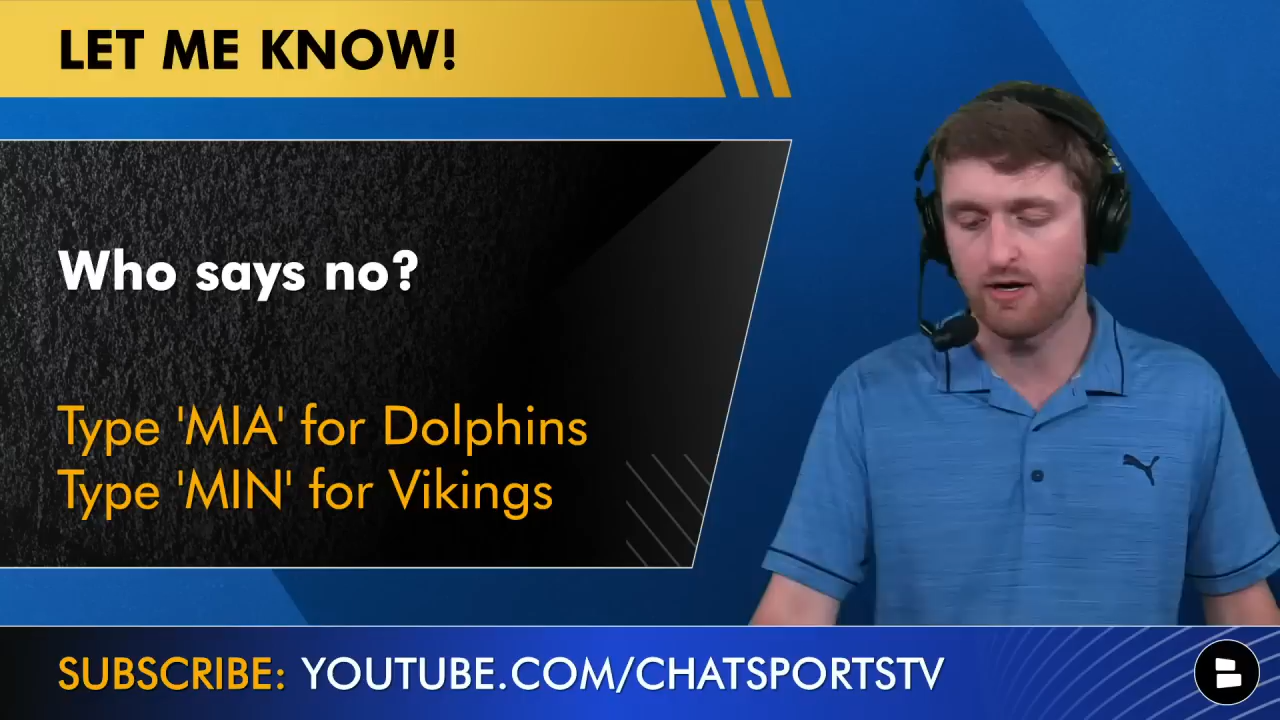 LET ME KNOW!
Who says no?
Type 'MIA' for Dolphins
Type 'MIN' for Vikings
SUBSCRIBE: YOUTUBE.COM/CHATSPORTSTV